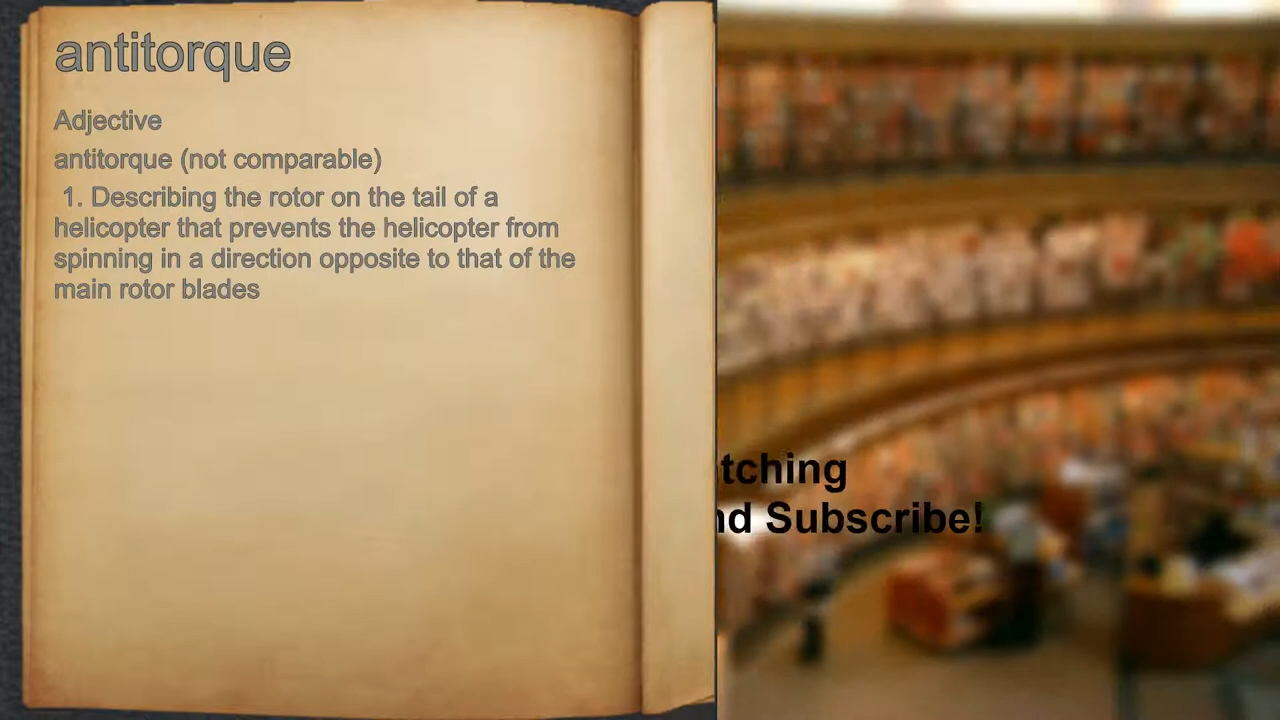 antitorque
Adjective
antitorque (not comparable)
1. Describing the rotor on the tail of a
helicopter that prevents the helicopter from
spinning in a direction opposite to that of the
main rotor blades
tching
nd Subscribe!